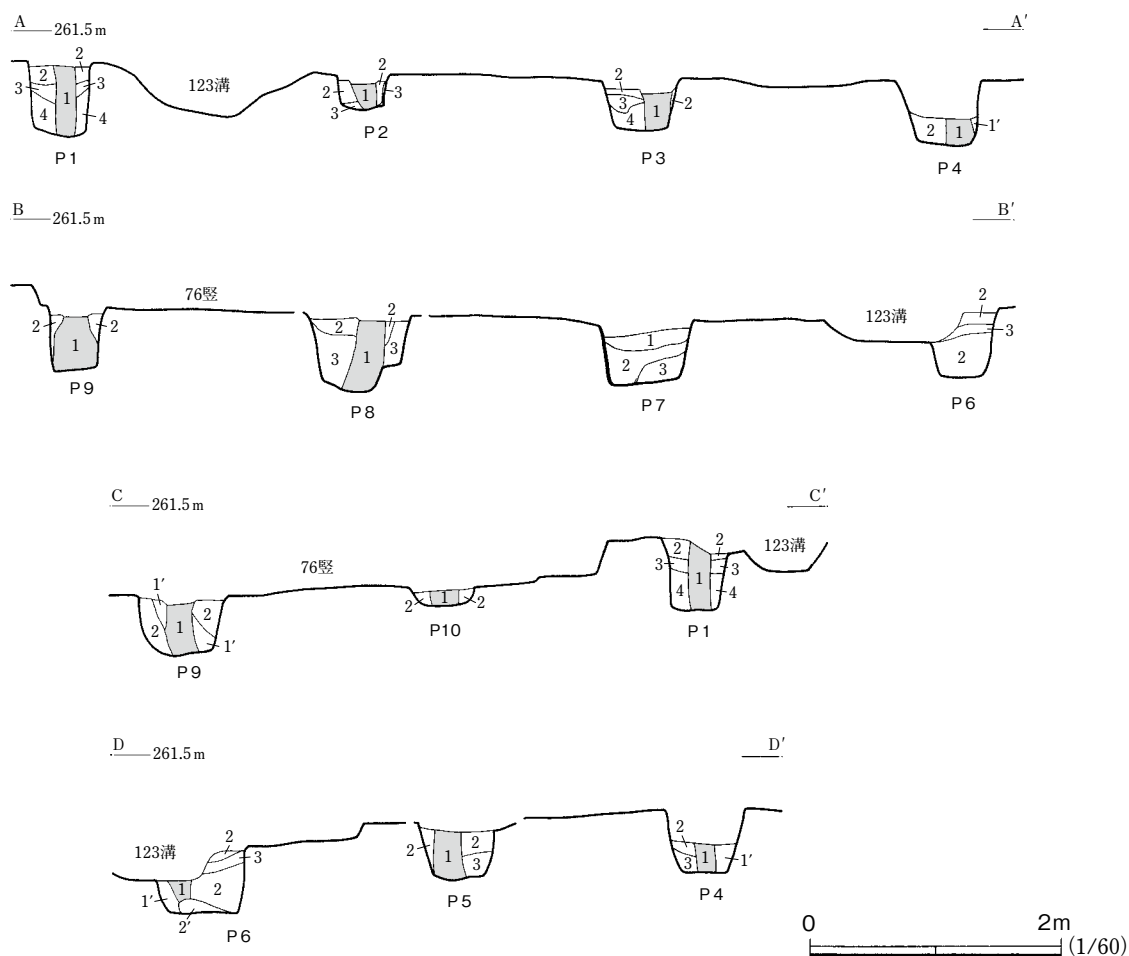 A 261.5m A′
2 2 3 3 1 4 4 123溝 2 2 1 3 3 2 3 1 2 4 2 1 1′
P1 P2 P3 P4
B 261.5m B′
76竪 123溝 2
2 2 1 2 2 3 1 3 1 2 3 3 2
P9 P8 P7 P6
C 261.5m C′
76竪 2 2 3 3 1 4 4 123溝
1′ 2 1 2 1′ 2 1 2
P9 P10 P1
D 261.5m D′
123溝 2 3 1 2 1′ 2′ 2 1 2 3 2 3 1 1′
P6 P5 P4
0 2m
(1/60)